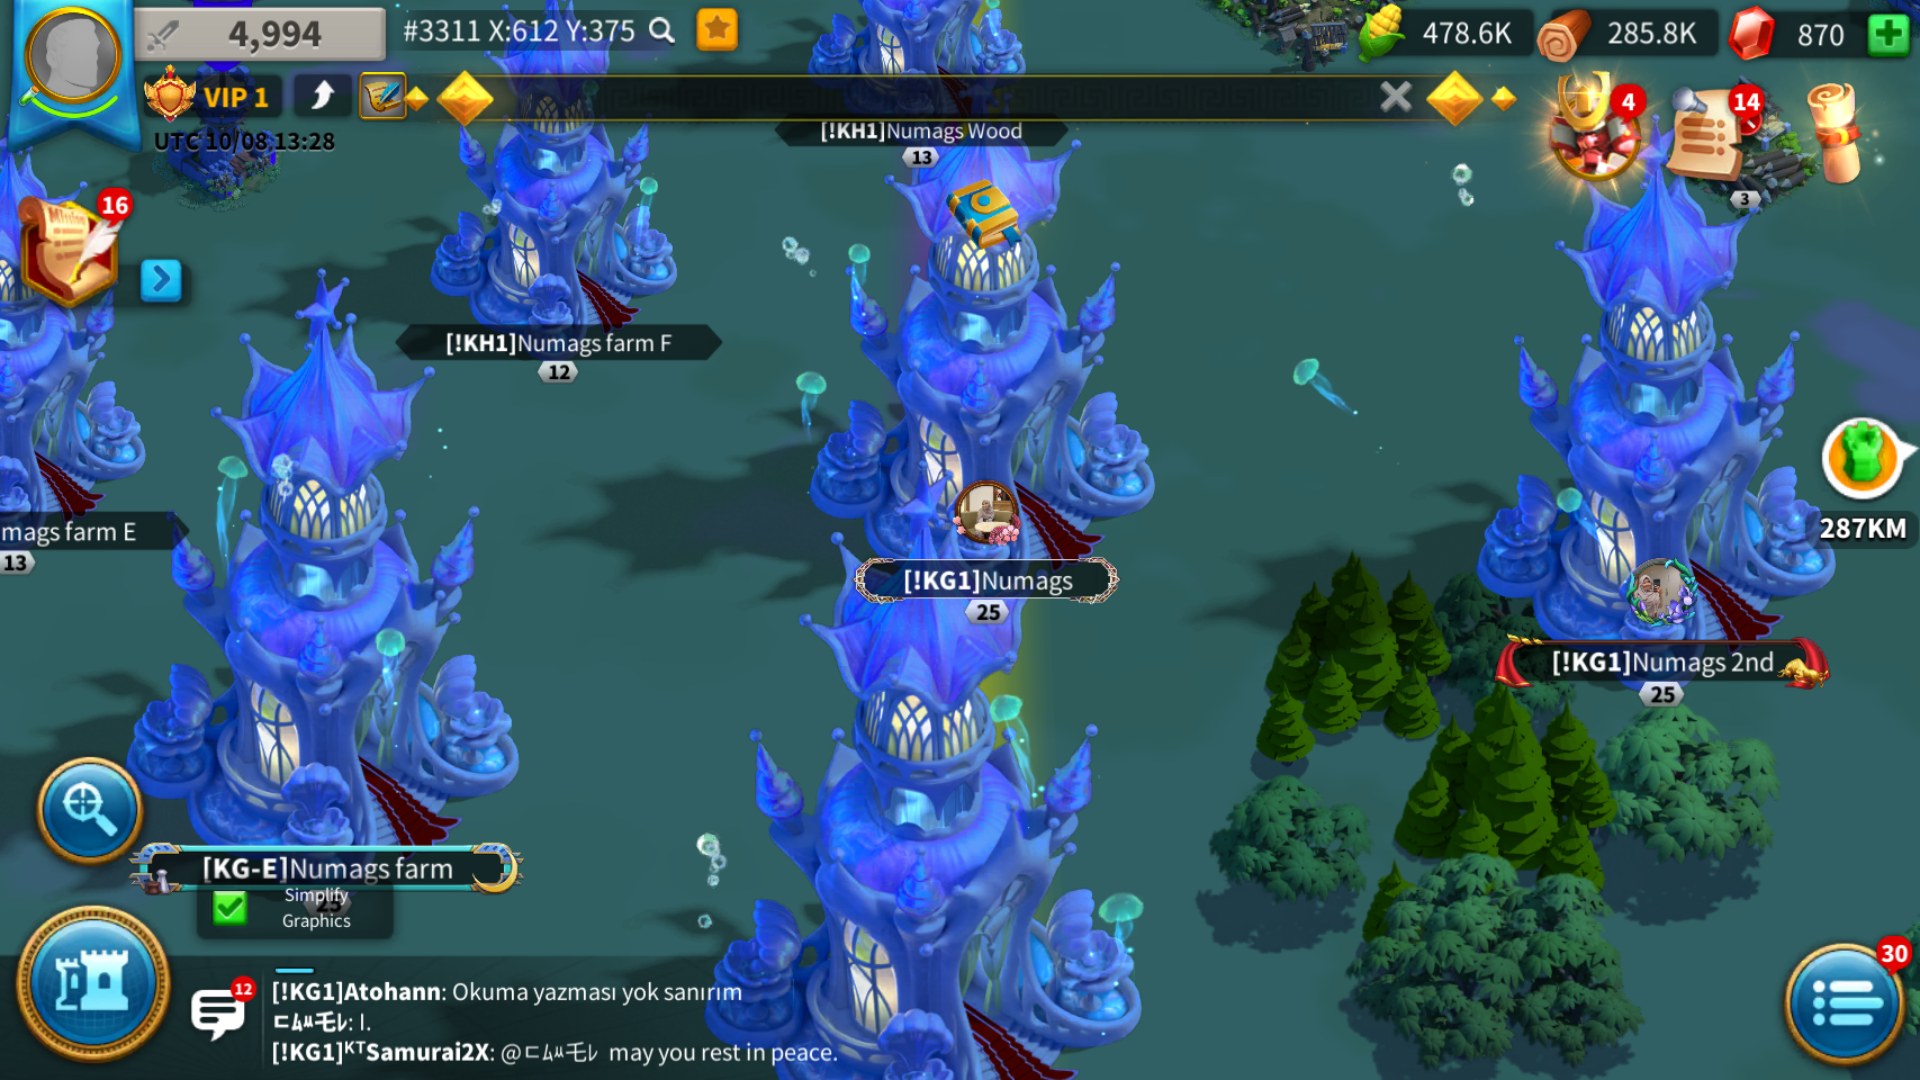 4,994
#3311 X:612 Y:375
478.6K
285.8K
870
VIP 1
UTC 10/08 13:28
4
14
3
[!KH1]Numags Wood
13
Mission
16
[!KH1]Numags farm F
12
mags farm E
13
287KM
[!KG1]Numags
25
[!KG1]Numags 2nd
25
[KG-E]Numags farm
25
Simplify
Graphics
30
12
[!KG1]Atohann: Okuma yazması yok sanırım
: l.
[!KG1]ᴷᵀSamurai2X: @ may you rest in peace.